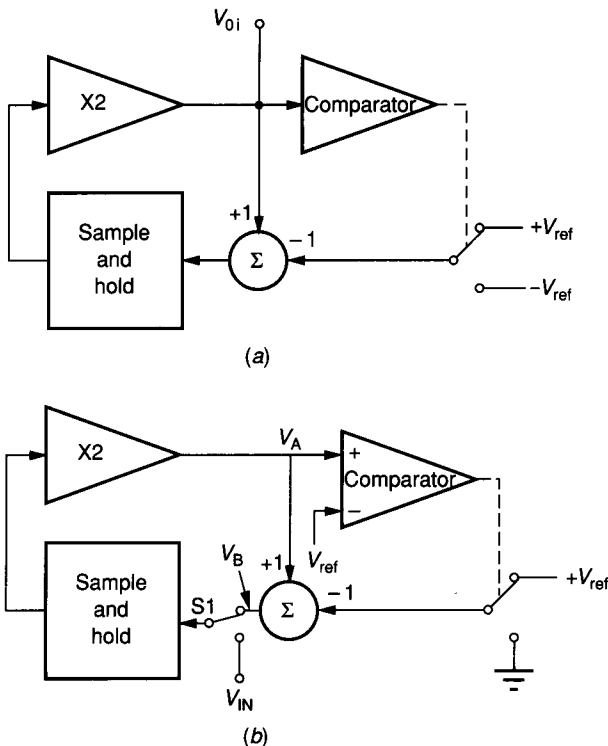 V0i
X2
Comparator
+1
−1
Sample
and
hold
Σ
+Vref
−Vref
(a)
X2
VA
+
Comparator
−
Vref
VB
+1
−1
Sample
and
hold
S1
Σ
+Vref
VIN
(b)